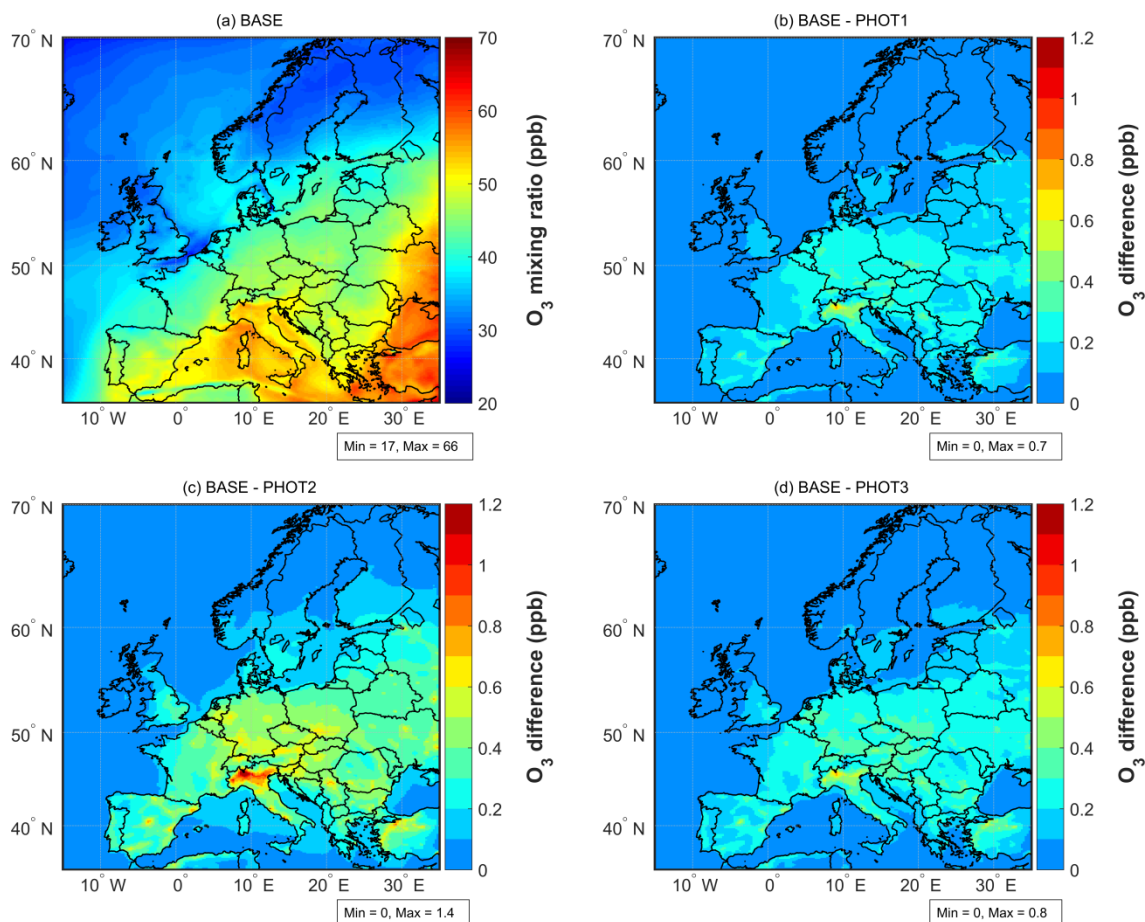 (a) BASE
70° N
60° N
50° N
40° N
10° W
0°
10° E
20° E
30° E
70
60
50
40
30
20
O₃ mixing ratio (ppb)
Min = 17, Max = 66
(b) BASE - PHOT1
70° N
60° N
50° N
40° N
10° W
0°
10° E
20° E
30° E
1.2
1
0.8
0.6
0.4
0.2
0
O₃ difference (ppb)
Min = 0, Max = 0.7
(c) BASE - PHOT2
70° N
60° N
50° N
40° N
10° W
0°
10° E
20° E
30° E
1.2
1
0.8
0.6
0.4
0.2
0
O₃ difference (ppb)
Min = 0, Max = 1.4
(d) BASE - PHOT3
70° N
60° N
50° N
40° N
10° W
0°
10° E
20° E
30° E
1.2
1
0.8
0.6
0.4
0.2
0
O₃ difference (ppb)
Min = 0, Max = 0.8